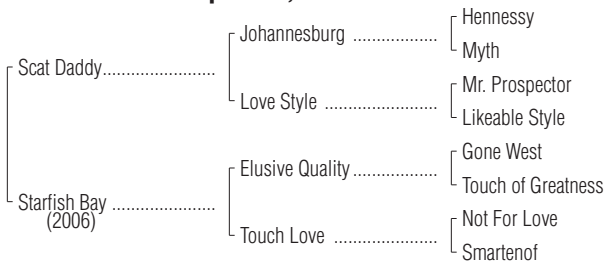 Hennessy
Johannesburg ..................
Myth
Scat Daddy........................
Mr. Prospector
Love Style ........................
Likeable Style
Gone West
Elusive Quality..................
Touch of Greatness
Starfish Bay ......................
(2006)
Not For Love
Touch Love ......................
Smartenof